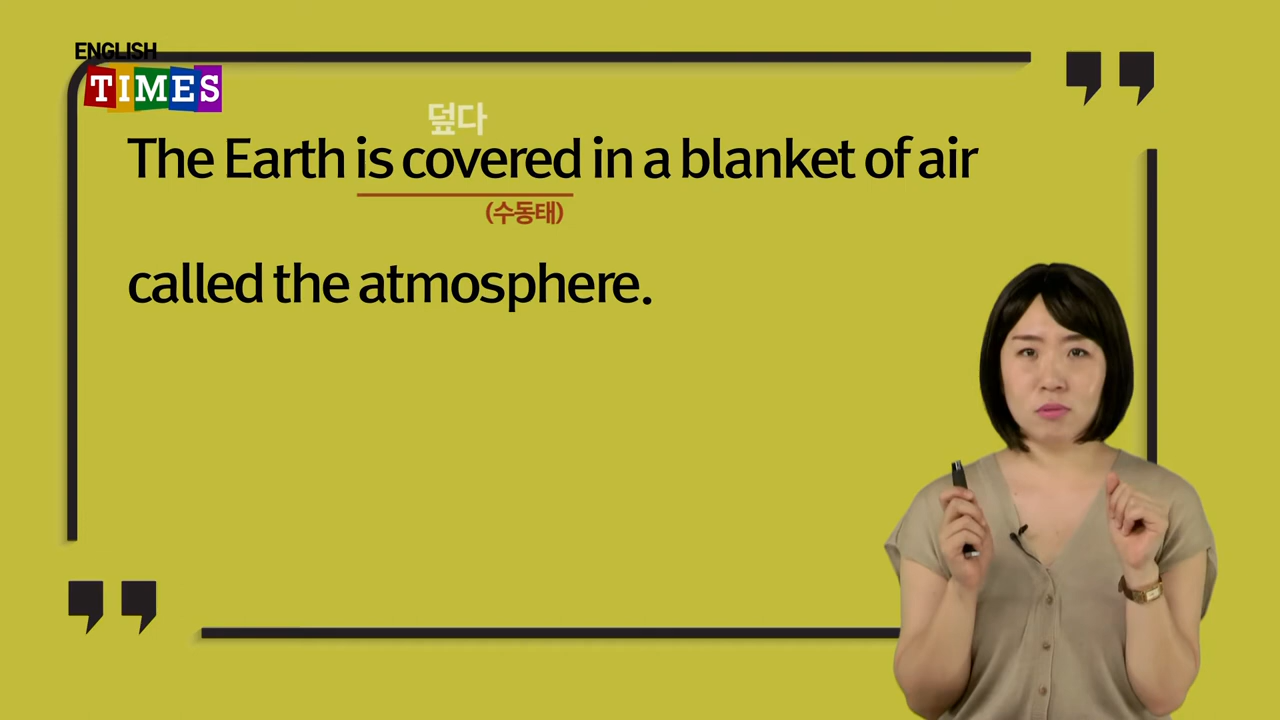 ENGLISH
TIMES
덮다
The Earth is covered in a blanket of air
(수동태)
called the atmosphere.